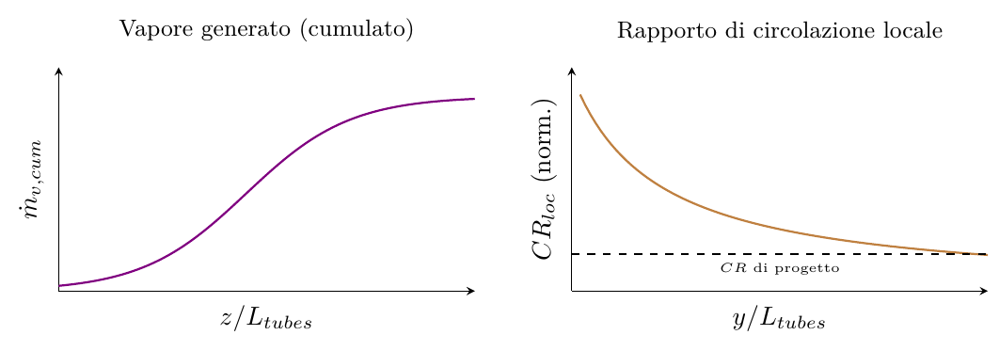 Vapore generato (cumulato)
ṁ_{v,cum}
z/L_{tubes}
Rapporto di circolazione locale
CR_{loc} (norm.)
CR di progetto
y/L_{tubes}